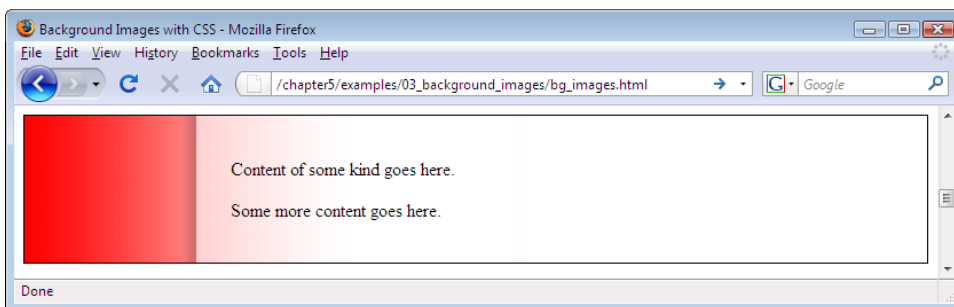 Background Images with CSS - Mozilla Firefox
File Edit View History Bookmarks Tools Help
/chapter5/examples/03_background_images/bg_images.html
G Google
Content of some kind goes here.
Some more content goes here.
Done